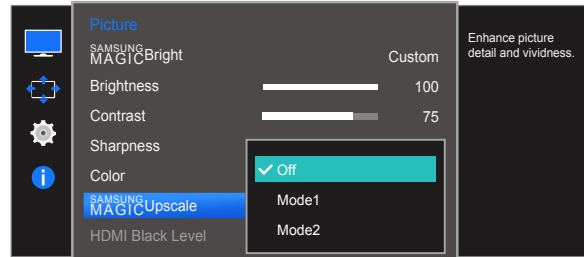 Picture
SAMSUNG
MAGICBright Custom
Brightness 100
Contrast 75
Sharpness
Color
SAMSUNG
MAGICUpscale
HDMI Black Level
Off
Mode1
Mode2
Enhance picture
detail and vividness.